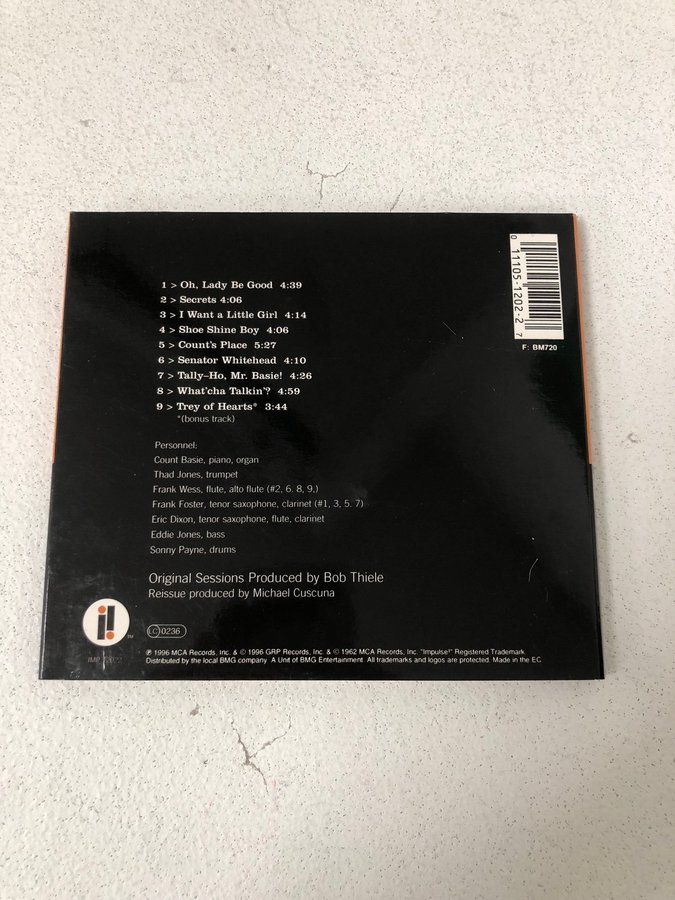 1 > Oh, Lady Be Good 4:39
2 > Secrets 4:06
3 > I Want a Little Girl 4:14
4 > Shoe Shine Boy 4:06
5 > Count's Place 5:27
6 > Senator Whitehead 4:10
7 > Tally–Ho, Mr. Basie! 4:26
8 > What'cha Talkin'? 4:59
9 > Trey of Hearts* 3:44
*(bonus track)
Personnel:
Count Basie, piano, organ
Thad Jones, trumpet
Frank Wess, flute, alto flute (#2, 6. 8, 9,)
Frank Foster, tenor saxophone, clarinet (#1, 3, 5. 7)
Eric Dixon, tenor saxophone, flute, clarinet
Eddie Jones, bass
Sonny Payne, drums
Original Sessions Produced by Bob Thiele
Reissue produced by Michael Cuscuna
0 11105-1202-2 7
F: BM720
i! TM
LC 0236
℗ 1996 MCA Records, Inc. & © 1996 GRP Records, Inc. & © 1962 MCA Records, Inc. "Impulse!" Registered Trademark
Distributed by the local BMG company A Unit of BMG Entertainment. All trademarks and logos are protected. Made in the EC